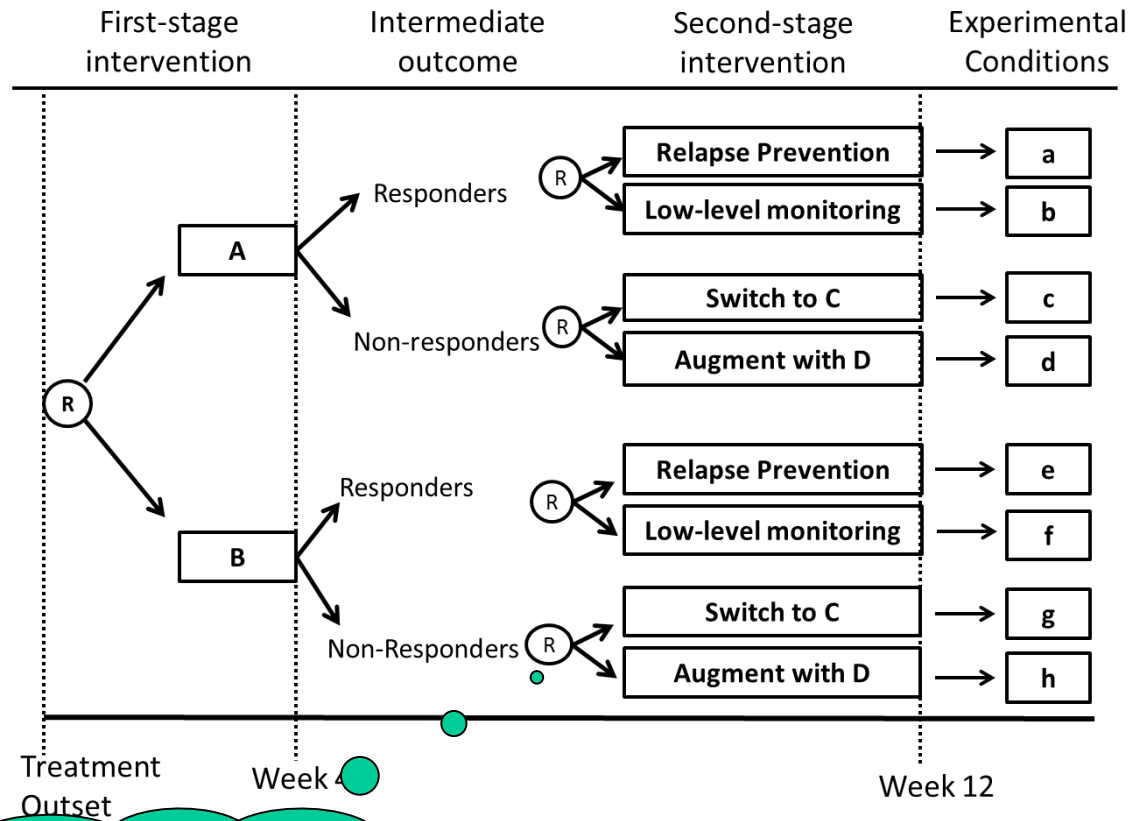 First-stage
intervention
Intermediate
outcome
Second-stage
intervention
Experimental
Conditions
R
A
Responders
R
Relapse Prevention
a
Low-level monitoring
b
Non-responders
R
Switch to C
c
Augment with D
d
B
Responders
R
Relapse Prevention
e
Low-level monitoring
f
Non-Responders
R
Switch to C
g
Augment with D
h
Treatment
Outset
Week
Week 12